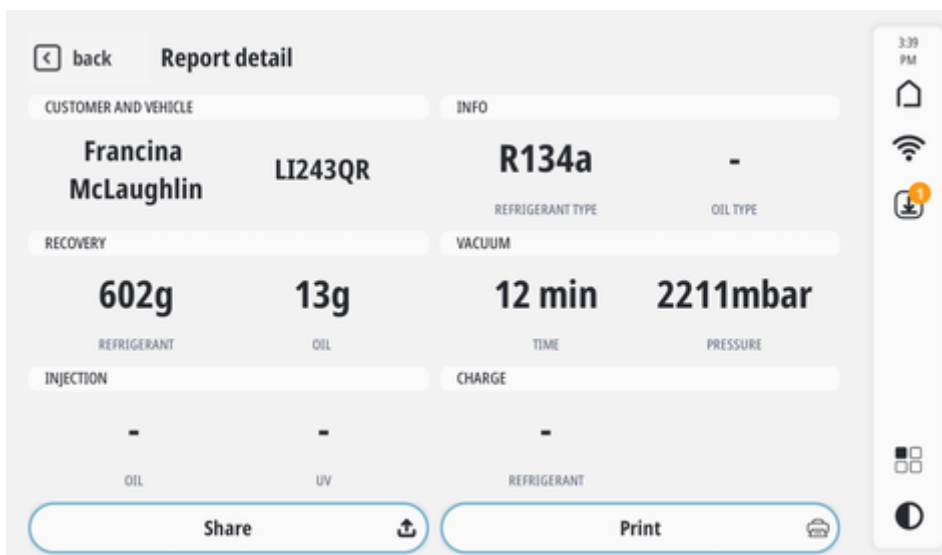 back Report detail
3:39
PM
CUSTOMER AND VEHICLE
INFO
Francina
McLaughlin
LI243QR
R134a
-
REFRIGERANT TYPE
OIL TYPE
1
RECOVERY
VACUUM
602g
13g
12 min
2211mbar
REFRIGERANT
OIL
TIME
PRESSURE
INJECTION
CHARGE
-
-
-
OIL
UV
REFRIGERANT
Share
Print